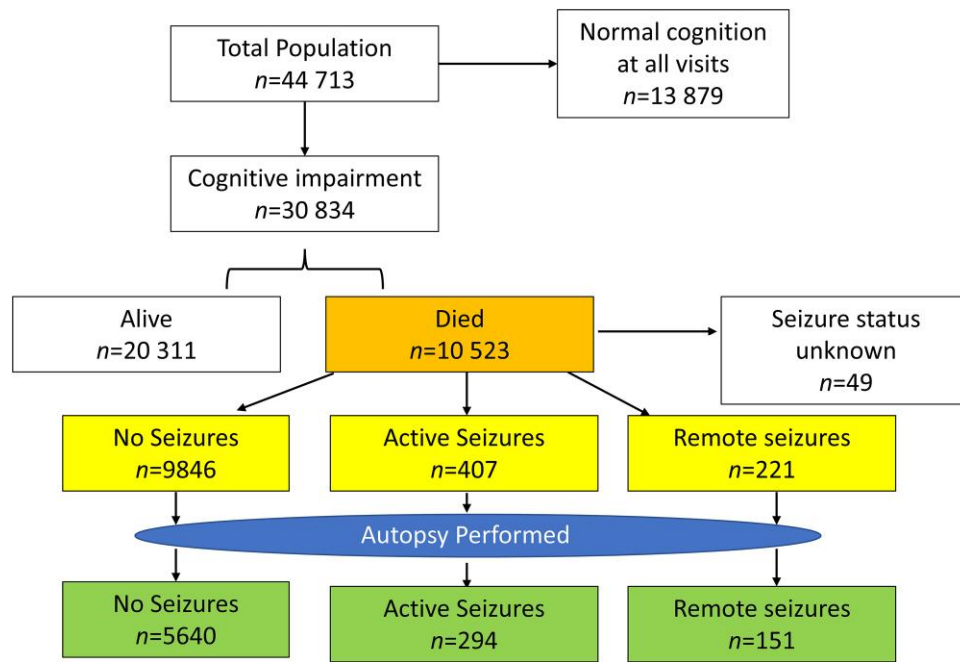 Total Population
n=44 713
Normal cognition
at all visits
n=13 879
Cognitive impairment
n=30 834
Alive
n=20 311
Died
n=10 523
Seizure status
unknown
n=49
No Seizures
n=9846
Active Seizures
n=407
Remote seizures
n=221
Autopsy Performed
No Seizures
n=5640
Active Seizures
n=294
Remote seizures
n=151